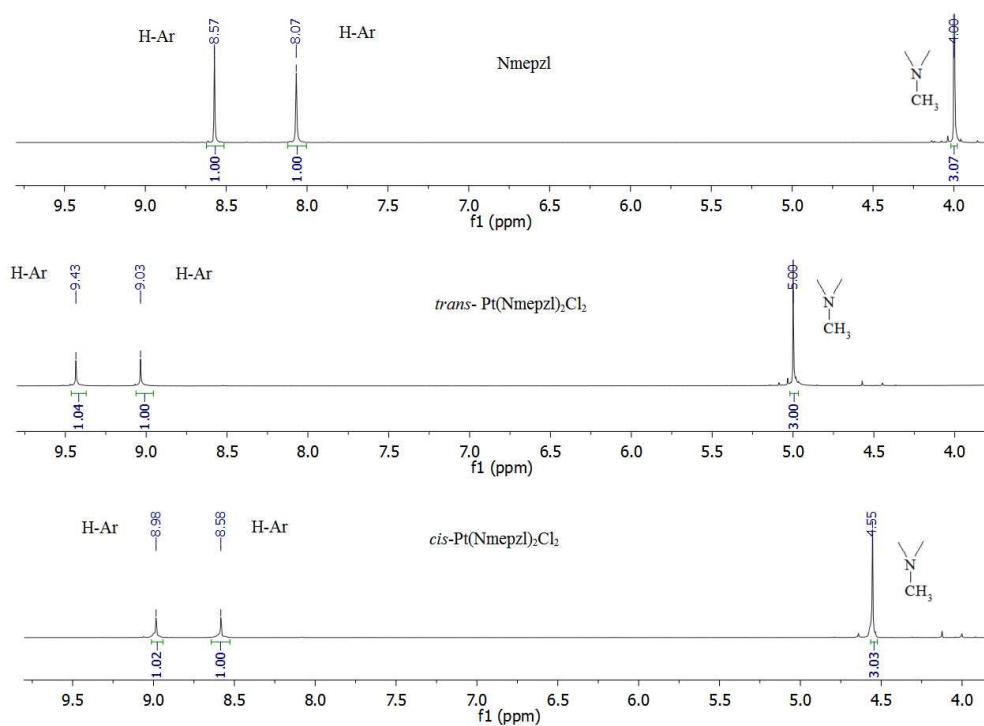 H-Ar 8.57 8.07 H-Ar Nmepzl 4.00
N
CH3
1.00 1.00 3.07
9.5 9.0 8.5 8.0 7.5 7.0 6.5 6.0 5.5 5.0 4.5 4.0
f1 (ppm)
H-Ar 9.43 9.03 H-Ar 5.00
trans- Pt(Nmepzl)2Cl2
N
CH3
1.04 1.00 3.00
9.5 9.0 8.5 8.0 7.5 7.0 6.5 6.0 5.5 5.0 4.5 4.0
f1 (ppm)
H-Ar 8.98 8.58 H-Ar 4.55
cis-Pt(Nmepzl)2Cl2
N
CH3
1.02 1.00 3.03
9.5 9.0 8.5 8.0 7.5 7.0 6.5 6.0 5.5 5.0 4.5 4.0
f1 (ppm)